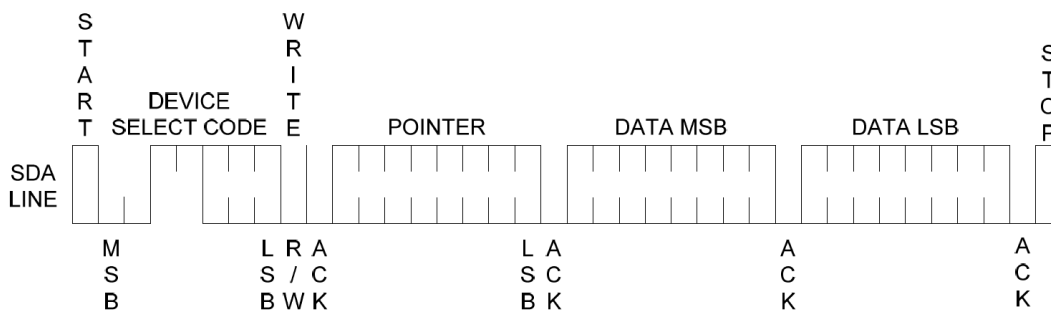 START
WRITE
STOP
DEVICE
SELECT CODE
POINTER
DATA MSB
DATA LSB
SDA
LINE
MSB
LSB
R/W
ACK
LSB
ACK
ACK
ACK